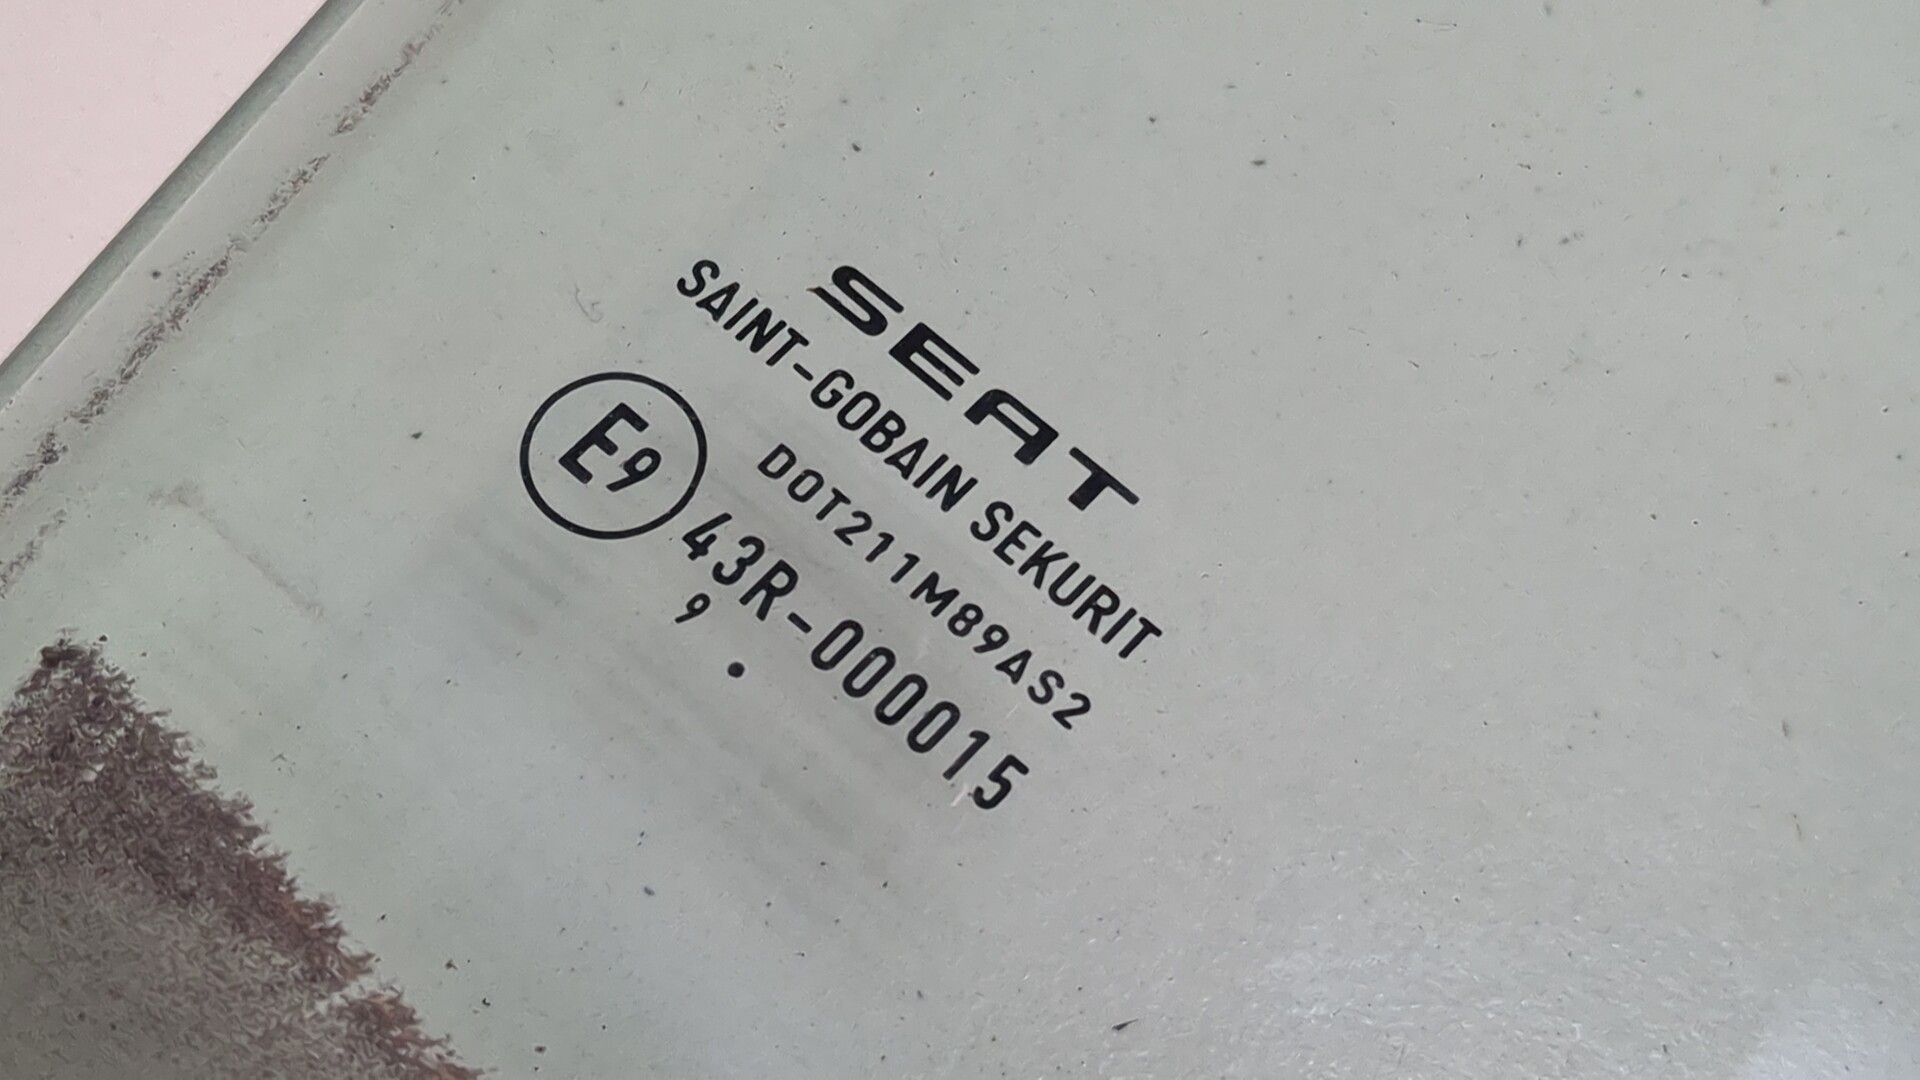 SEAT
SAINT-GOBAIN SEKURIT
DOT211M89AS2
E9
43R-000015
9
.